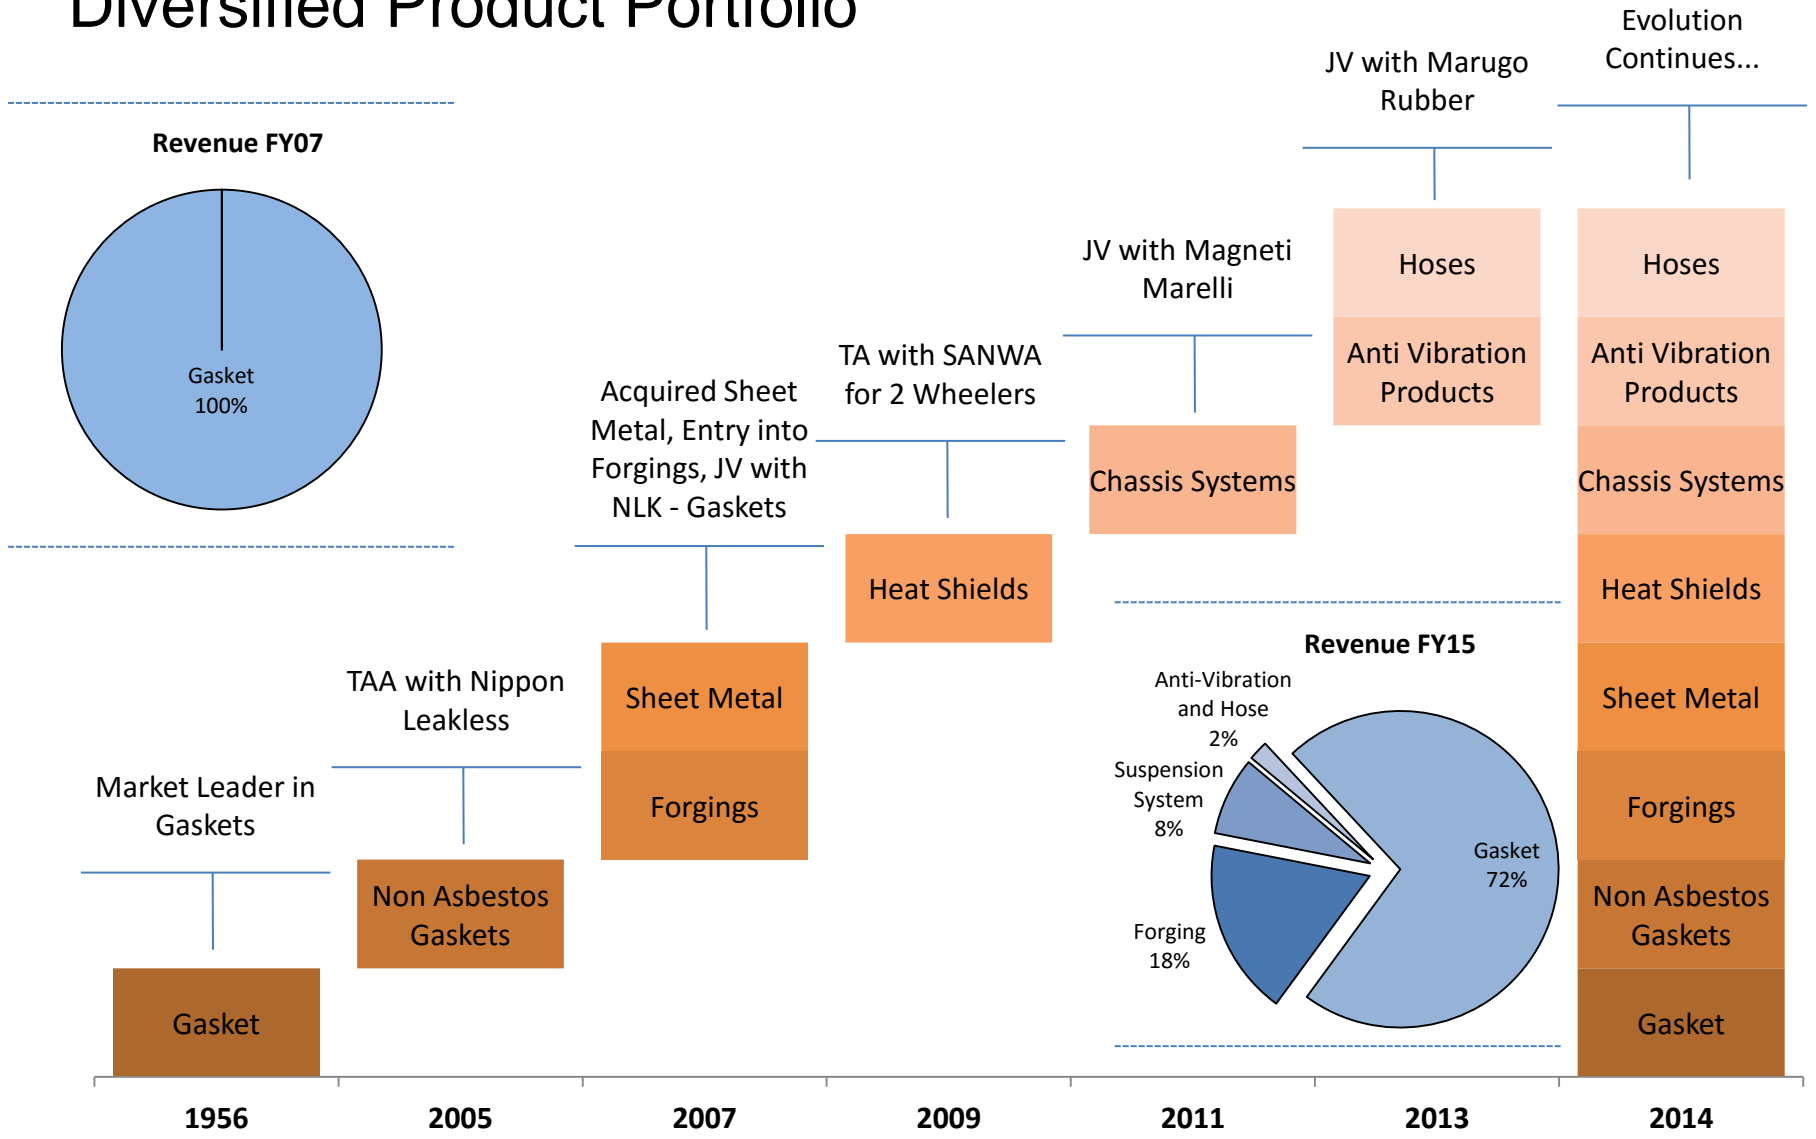 Diversified Product Portfolio
Evolution
Continues...
JV with Marugo
Rubber
Revenue FY07
Gasket
100%
JV with Magneti
Marelli
Hoses
Hoses
TA with SANWA
for 2 Wheelers
Anti Vibration
Products
Anti Vibration
Products
Acquired Sheet
Metal, Entry into
Forgings, JV with
NLK - Gaskets
Chassis Systems
Chassis Systems
Heat Shields
Heat Shields
TAA with Nippon
Leakless
Sheet Metal
Sheet Metal
Market Leader in
Gaskets
Forgings
Forgings
Non Asbestos
Gaskets
Non Asbestos
Gaskets
Gasket
Gasket
Revenue FY15
Anti-Vibration
and Hose
2%
Suspension
System
8%
Gasket
72%
Forging
18%
1956
2005
2007
2009
2011
2013
2014